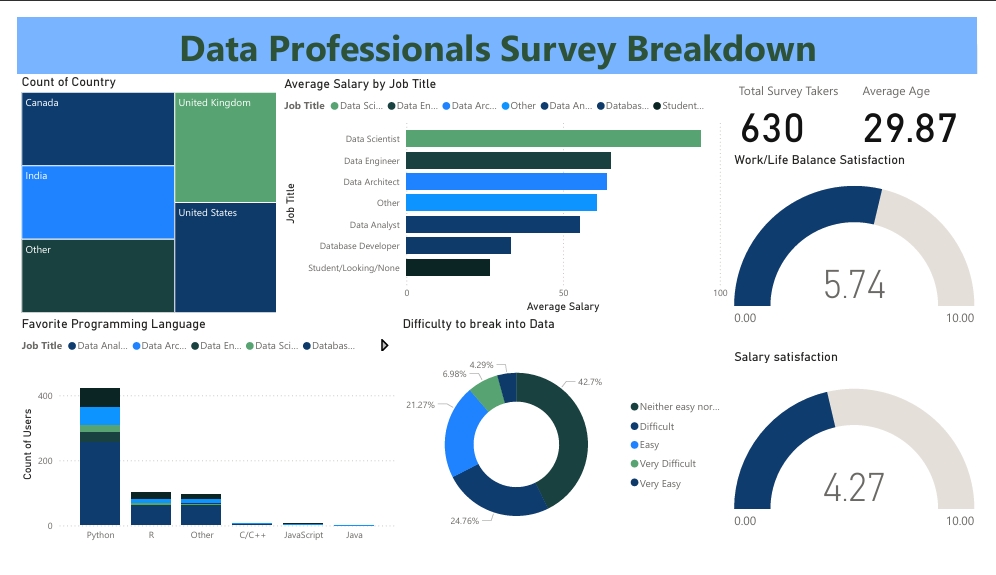 Data Professionals Survey Breakdown
Count of Country
Canada
India
Other
United Kingdom
United States
Average Salary by Job Title
Job Title Data Sci... Data En... Data Arc... Other Data An... Databas... Student...
Job Title
Data Scientist
Data Engineer
Data Architect
Other
Data Analyst
Database Developer
Student/Looking/None
0 50 100
Average Salary
Total Survey Takers
630
Average Age
29.87
Work/Life Balance Satisfaction
5.74
0.00 10.00
Favorite Programming Language
Job Title Data Anal... Data Arc... Data En... Data Sci... Databas...
Count of Users
400
200
0
Python R Other C/C++ JavaScript Java
Difficulty to break into Data
4.29%
6.98%
42.7%
21.27%
24.76%
Neither easy nor...
Difficult
Easy
Very Difficult
Very Easy
Salary satisfaction
4.27
0.00 10.00